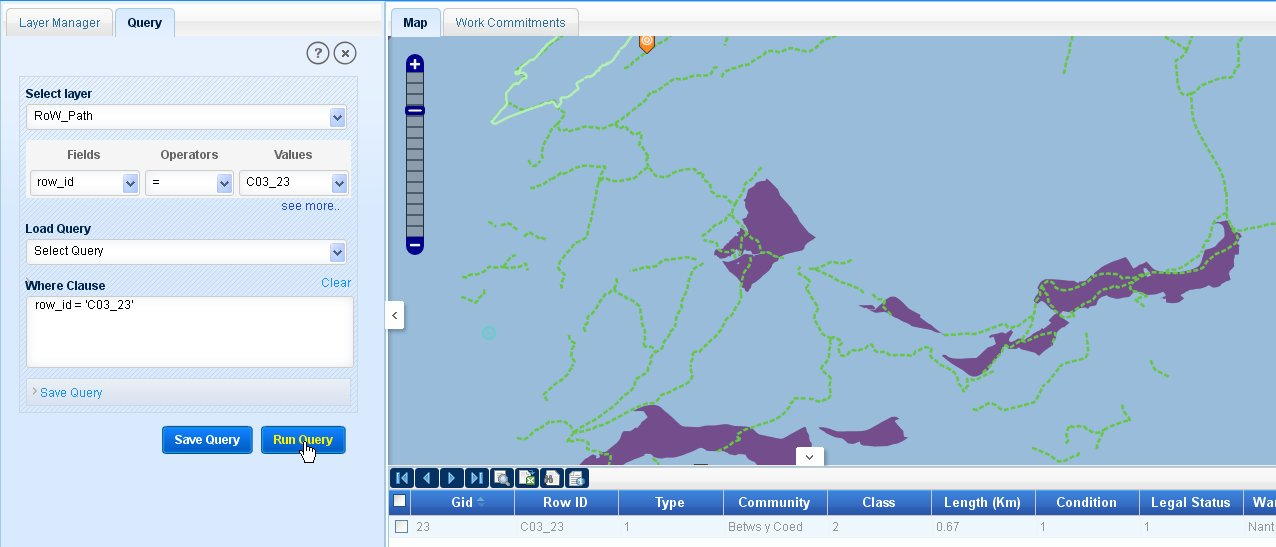 Layer Manager
Query
Map
Work Commitments
?
Select layer
RoW_Path
Fields Operators Values
row_id = C03_23
see more..
Load Query
Select Query
Where Clause Clear
row_id = 'C03_23'
Save Query
Save Query Run Query
Gid Row ID Type Community Class Length (Km) Condition Legal Status War
23 C03_23 1 Betws y Coed 2 0.67 1 1 Nant